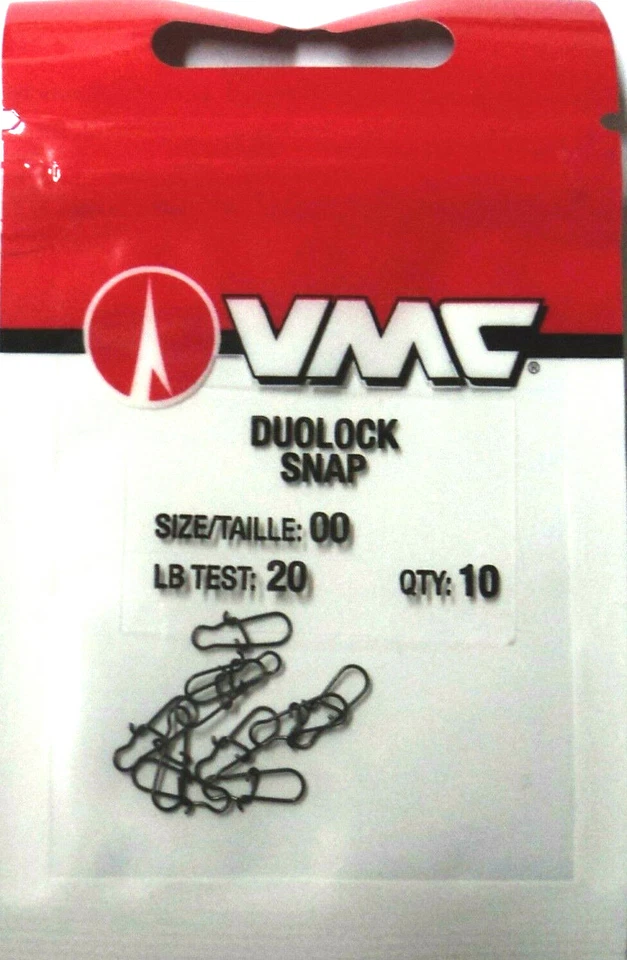 VMC®
DUOLOCK
SNAP
SIZE/TAILLE: 00
LB TEST: 20 QTY: 10